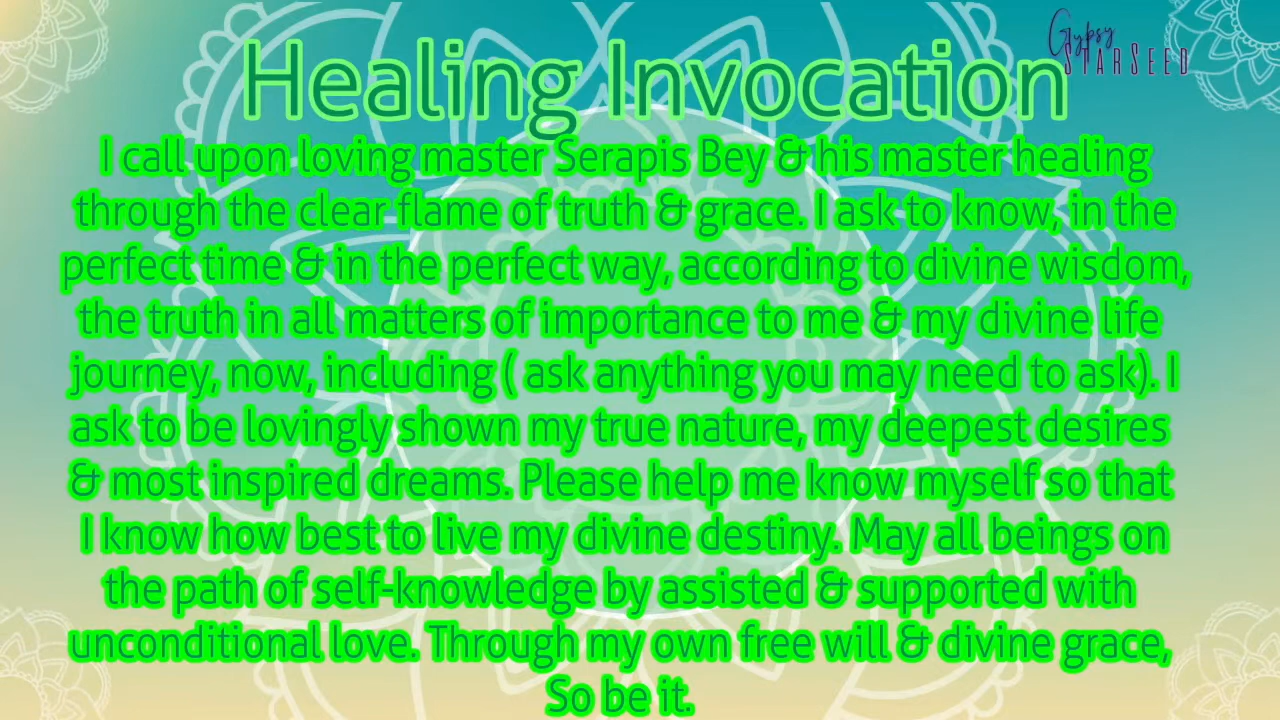 Gypsy
STARSEED
Healing Invocation
I call upon loving master Serapis Bey & his master healing
through the clear flame of truth & grace. I ask to know, in the
perfect time & in the perfect way, according to divine wisdom,
the truth in all matters of importance to me & my divine life
journey, now, including ( ask anything you may need to ask). I
ask to be lovingly shown my true nature, my deepest desires
& most inspired dreams. Please help me know myself so that
I know how best to live my divine destiny. May all beings on
the path of self-knowledge by assisted & supported with
unconditional love. Through my own free will & divine grace,
So be it.